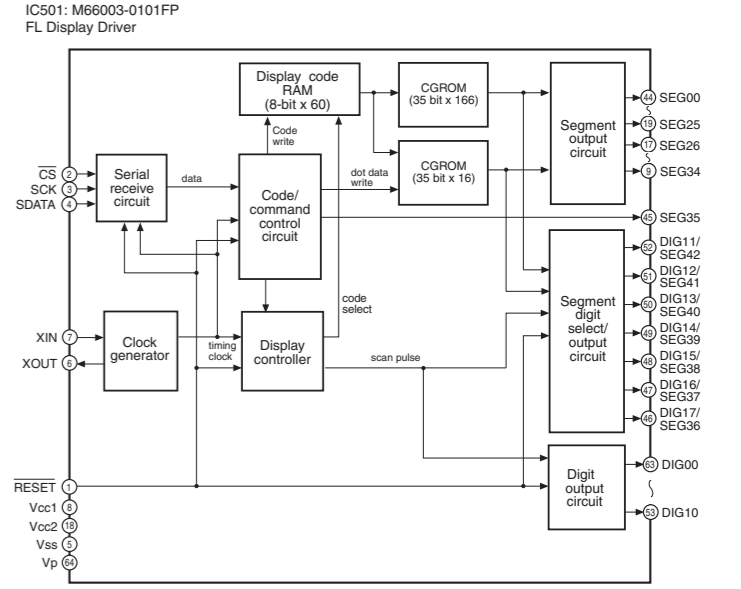 IC501: M66003-0101FP
FL Display Driver
Display code
RAM
(8-bit x 60)
CGROM
(35 bit x 166)
Segment
output
circuit
44 SEG00
19 SEG25
17 SEG26
9 SEG34
Code
write
CS 2
SCK 3
SDATA 4
Serial
receive
circuit
data
Code/
command
control
circuit
dot data
write
CGROM
(35 bit x 16)
45 SEG35
52 DIG11/
SEG42
51 DIG12/
SEG41
50 DIG13/
SEG40
49 DIG14/
SEG39
48 DIG15/
SEG38
47 DIG16/
SEG37
46 DIG17/
SEG36
Segment
digit
select/
output
circuit
code
select
XIN 7
XOUT 6
Clock
generator
timing
clock
Display
controller
scan pulse
RESET 1
Vcc1 8
Vcc2 18
Vss 5
Vp 64
Digit
output
circuit
63 DIG00
53 DIG10